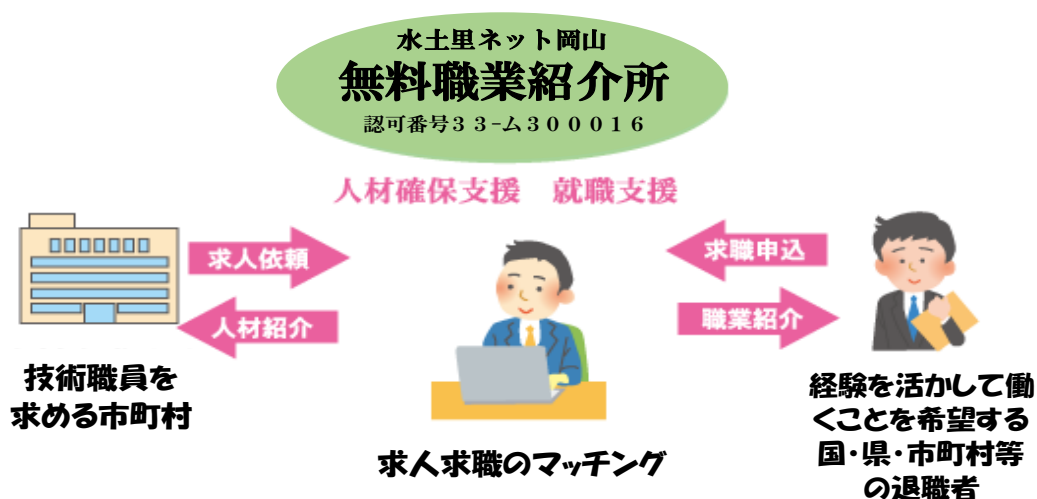 水土里ネット岡山
無料職業紹介所
認可番号33-ム300016
人材確保支援　就職支援
求人依頼
人材紹介
求職申込
職業紹介
技術職員を
求める市町村
求人求職のマッチング
経験を活かして働
くことを希望する
国・県・市町村等
の退職者